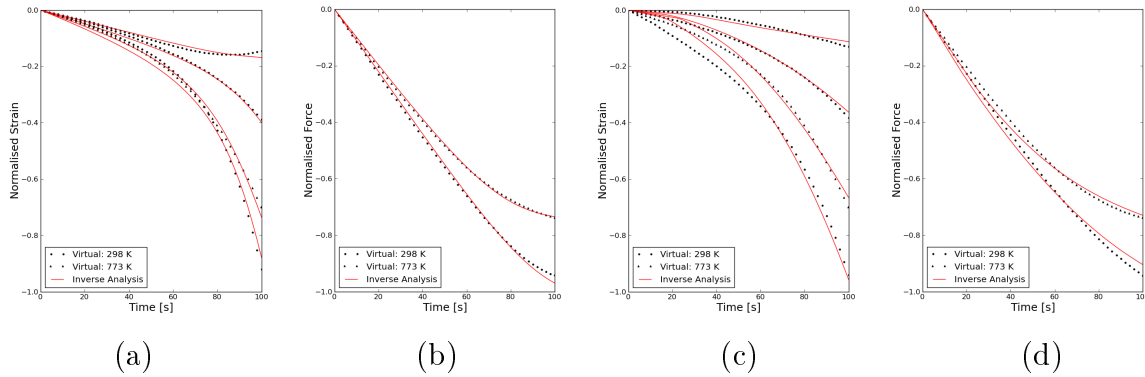 0.0
−0.2
−0.4
−0.6
−0.8
−1.0
Normalised Strain
0 20 40 60 80 100
Time [s]
Virtual: 298 K
Virtual: 773 K
Inverse Analysis
(a)
0.0
−0.2
−0.4
−0.6
−0.8
−1.0
Normalised Force
0 20 40 60 80 100
Time [s]
Virtual: 298 K
Virtual: 773 K
Inverse Analysis
(b)
0.0
−0.2
−0.4
−0.6
−0.8
−1.0
Normalised Strain
0 20 40 60 80 100
Time [s]
Virtual: 298 K
Virtual: 773 K
Inverse Analysis
(c)
0.0
−0.2
−0.4
−0.6
−0.8
−1.0
Normalised Force
0 20 40 60 80 100
Time [s]
Virtual: 298 K
Virtual: 773 K
Inverse Analysis
(d)